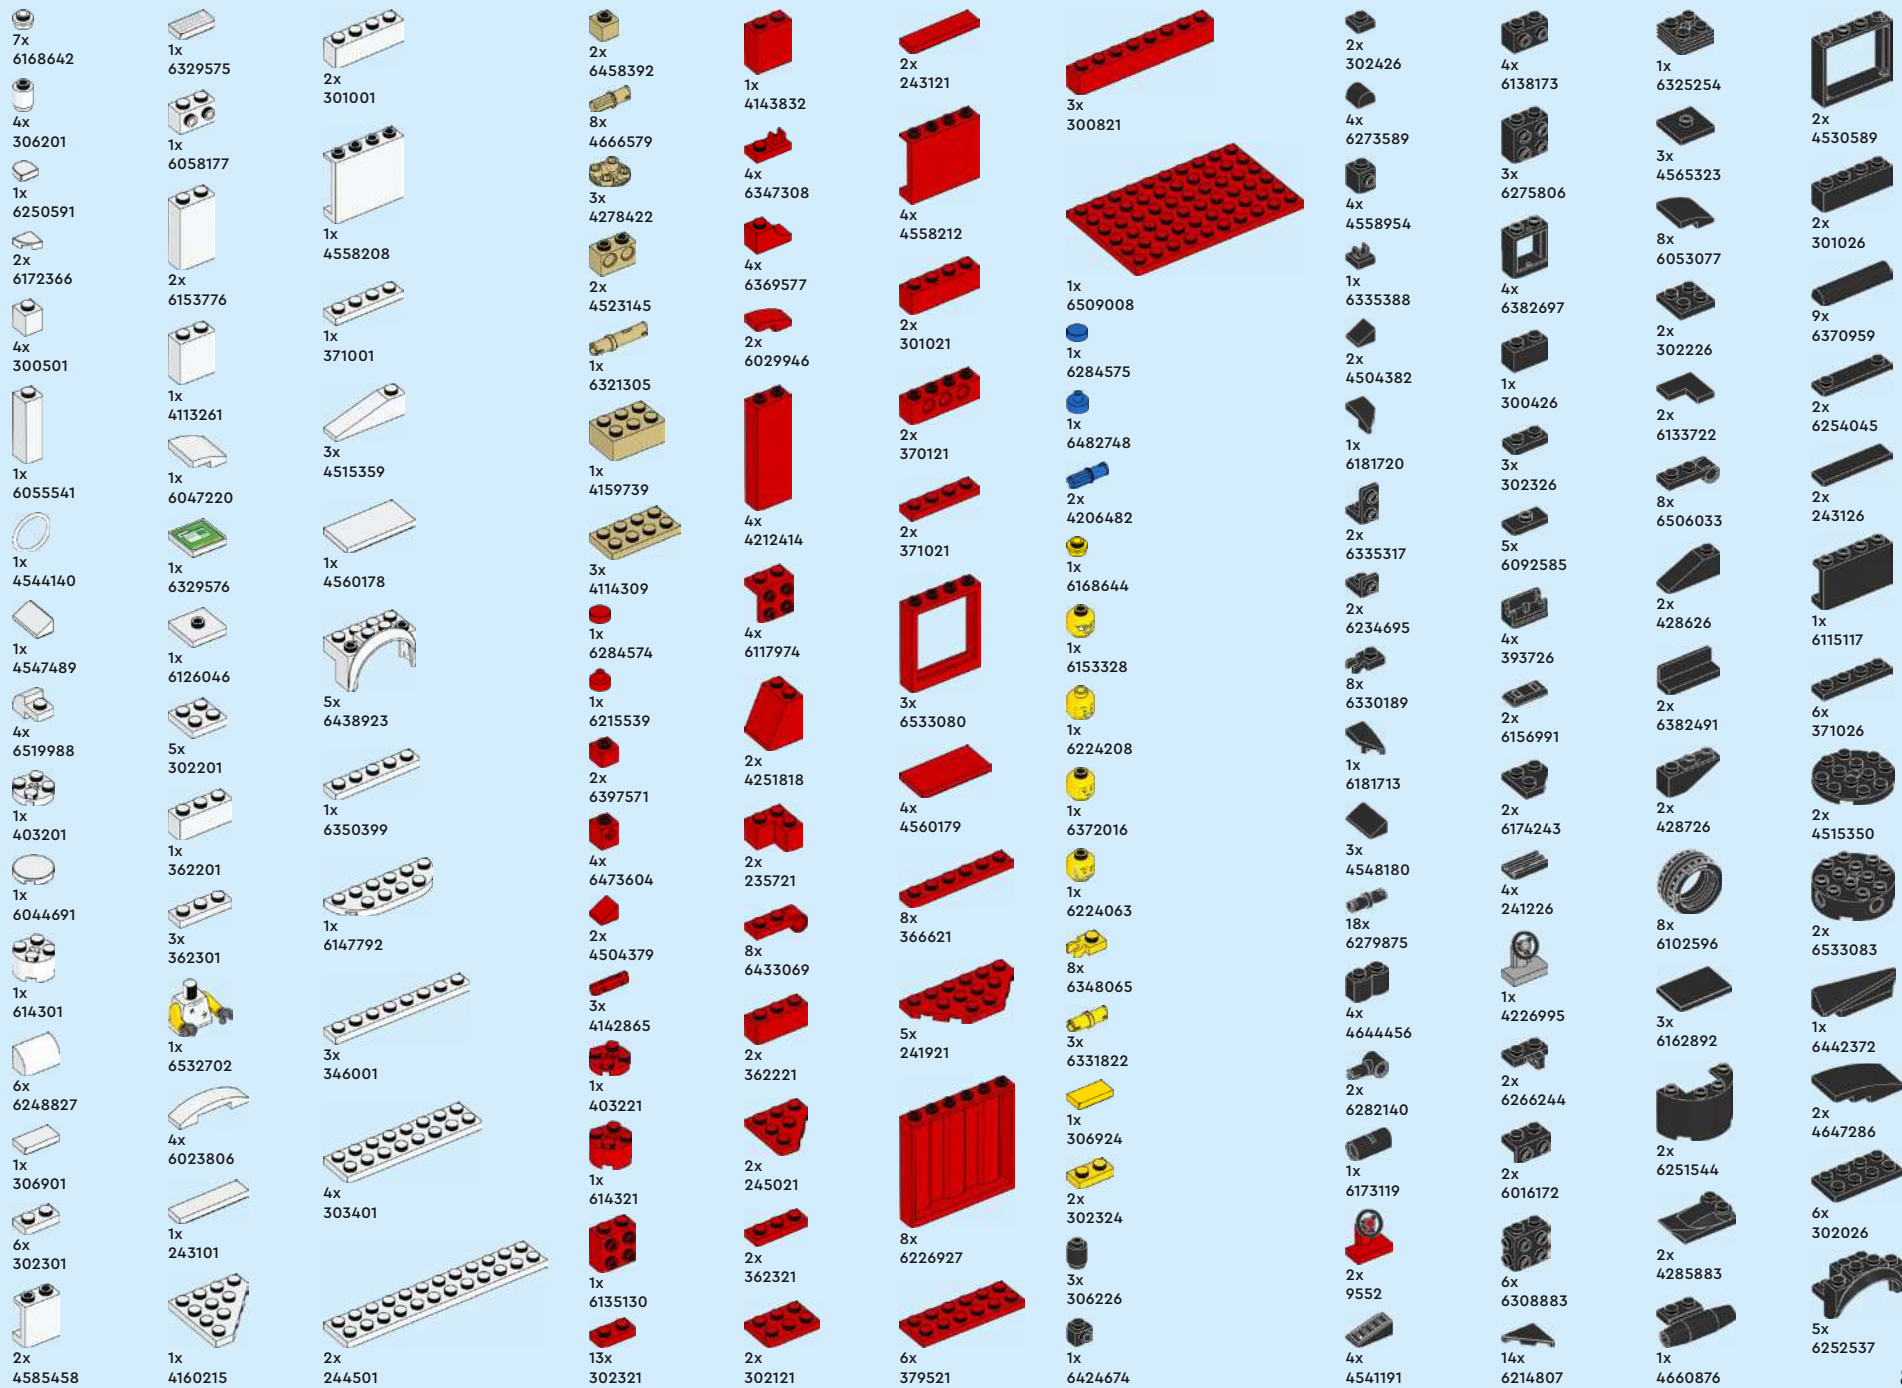 7x
6168642
4x
306201
1x
6250591
2x
6172366
4x
300501
1x
6055541
1x
4544140
1x
4547489
4x
6519988
1x
403201
1x
6044691
1x
614301
6x
6248827
1x
306901
6x
302301
2x
4585458
1x
6329575
1x
6058177
2x
6153776
1x
4113261
1x
6047220
1x
6329576
1x
6126046
5x
302201
1x
362201
3x
362301
1x
6532702
4x
6023806
1x
243101
1x
4160215
2x
301001
1x
4558208
1x
371001
3x
4515359
1x
4560178
5x
6438923
1x
6350399
1x
6147792
3x
346001
4x
303401
2x
244501
2x
6458392
8x
4666579
3x
4278422
2x
4523145
1x
6321305
1x
4159739
3x
4114309
1x
6284574
1x
6215539
2x
6397571
4x
6473604
2x
4504379
3x
4142865
1x
403221
1x
614321
1x
6135130
13x
302321
1x
4143832
4x
6347308
4x
6369577
2x
6029946
4x
4212414
4x
6117974
2x
4251818
2x
235721
8x
6433069
2x
362221
2x
245021
2x
362321
2x
302121
2x
243121
4x
4558212
2x
301021
2x
370121
2x
371021
3x
6533080
4x
4560179
8x
366621
5x
241921
8x
6226927
6x
379521
3x
300821
1x
6509008
1x
6284575
1x
6482748
2x
4206482
1x
6168644
1x
6153328
1x
6224208
1x
6372016
1x
6224063
8x
6348065
3x
6331822
1x
306924
2x
302324
3x
306226
1x
6424674
2x
302426
4x
6273589
4x
4558954
1x
6335388
2x
4504382
1x
6181720
2x
6335317
2x
6234695
8x
6330189
1x
6181713
3x
4548180
18x
6279875
4x
4644456
2x
6282140
1x
6173119
2x
9552
4x
4541191
4x
6138173
3x
6275806
4x
6382697
1x
300426
3x
302326
5x
6092585
4x
393726
2x
6156991
2x
6174243
4x
241226
1x
4226995
2x
6266244
2x
6016172
6x
6308883
14x
6214807
1x
6325254
3x
4565323
8x
6053077
2x
302226
2x
6133722
8x
6506033
2x
428626
2x
6382491
2x
428726
8x
6102596
3x
6162892
2x
6251544
2x
4285883
1x
4660876
2x
4530589
2x
301026
9x
6370959
2x
6254045
2x
243126
1x
6115117
6x
371026
2x
4515350
2x
6533083
1x
6442372
2x
4647286
6x
302026
5x
6252537